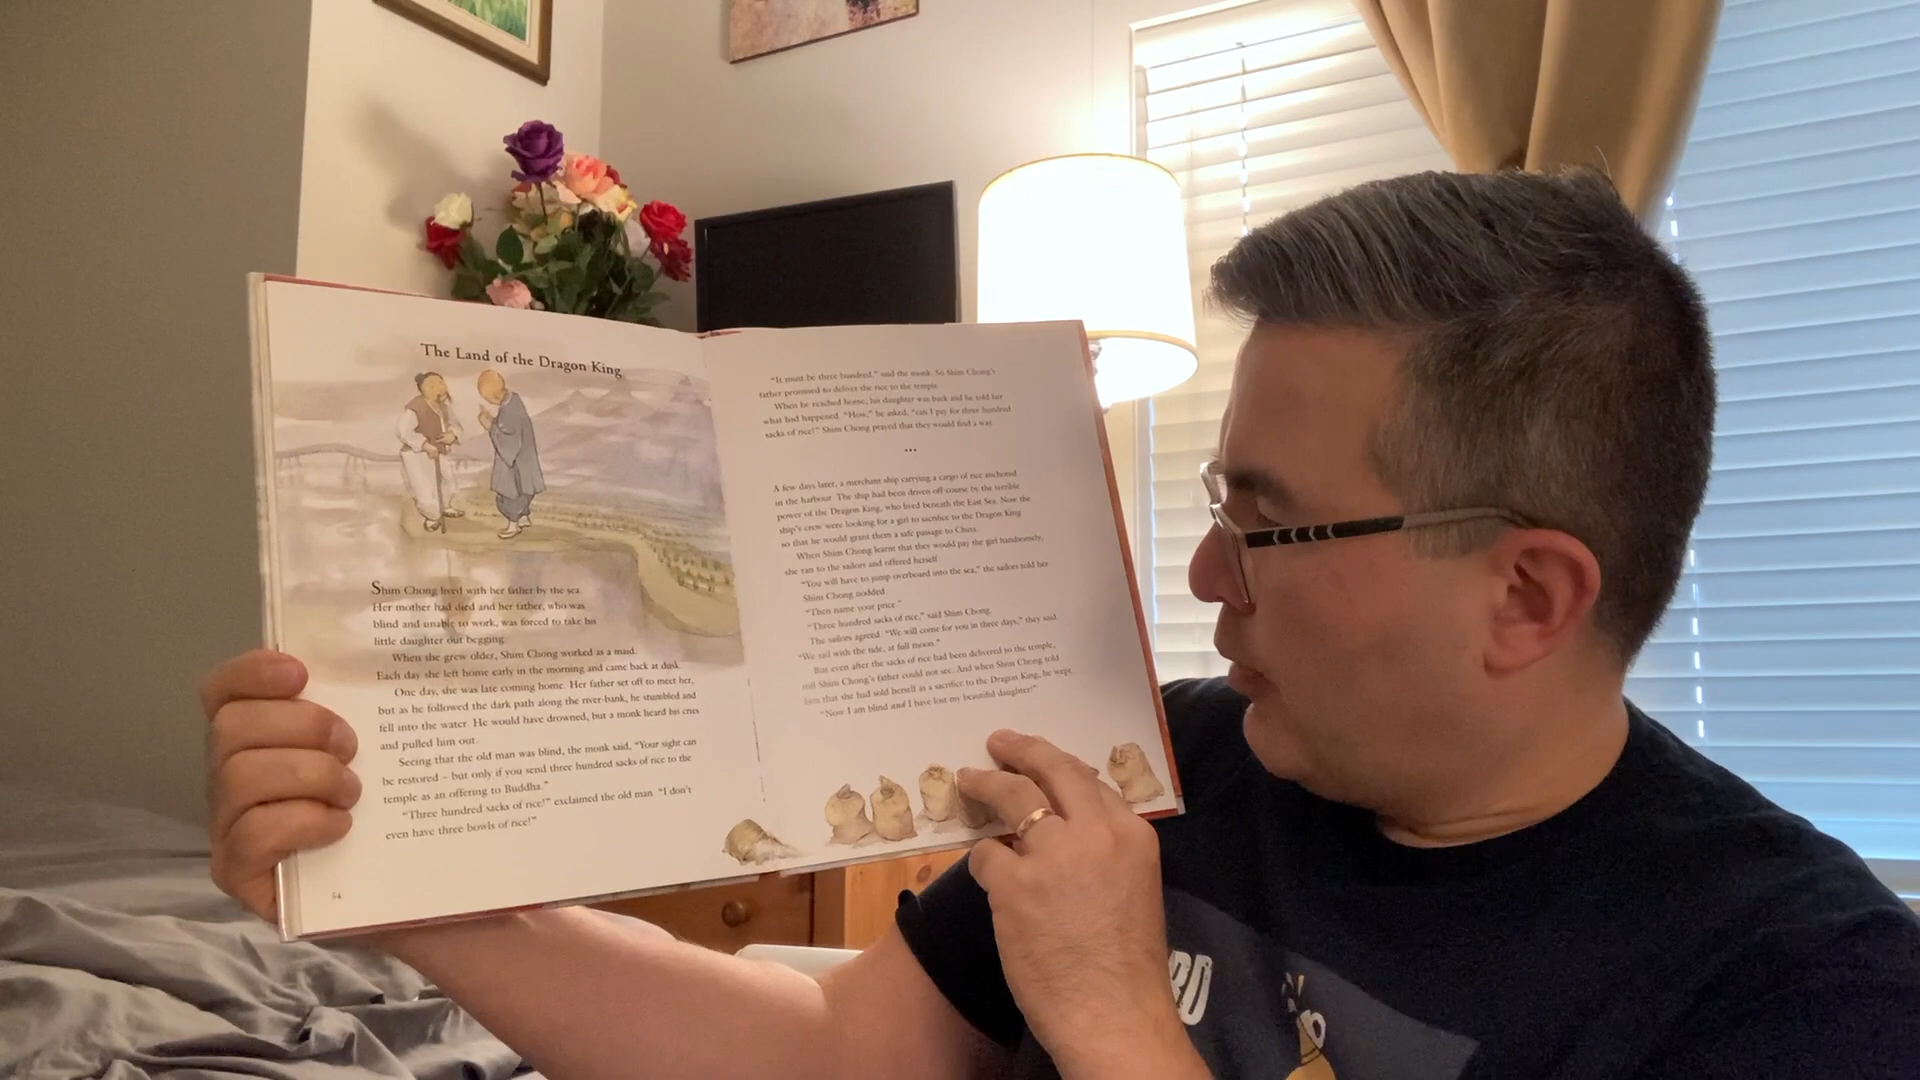 The Land of the Dragon King
Shim Chong lived with her father by the sea.
Her mother had died and her father, who was
blind and unable to work, was forced to take his
little daughter out begging.
When she grew older, Shim Chong worked as a maid.
Each day she left home early in the morning and came back at dusk.
One day, she was late coming home. Her father set off to meet her,
but as he followed the dark path along the river-bank, he stumbled and
fell into the water. He would have drowned, but a monk heard his cries
and pulled him out.
Seeing that the old man was blind, the monk said, "Your sight can
be restored – but only if you send three hundred sacks of rice to the
temple as an offering to Buddha."
"Three hundred sacks of rice!" exclaimed the old man. "I don't
even have three bowls of rice!"
54
"It must be three hundred," said the monk. So Shim Chong's
father promised to deliver the rice to the temple.
When he reached home, his daughter was back and he told her
what had happened. "How," he asked, "can I pay for three hundred
sacks of rice?" Shim Chong prayed that they would find a way.
•••
A few days later, a merchant ship carrying a cargo of rice anchored
in the harbour. The ship had been driven off course by the terrible
power of the Dragon King, who lived beneath the East Sea. Now the
ship's crew were looking for a girl to sacrifice to the Dragon King
so that he would grant them a safe passage to China.
When Shim Chong learnt that they would pay the girl handsomely,
she ran to the sailors and offered herself.
"You will have to jump overboard into the sea," the sailors told her.
Shim Chong nodded.
"Then name your price."
"Three hundred sacks of rice," said Shim Chong.
The sailors agreed. "We will come for you in three days," they said.
"We sail with the tide, at full moon."
But even after the sacks of rice had been delivered to the temple,
still Shim Chong's father could not see. And when Shim Chong told
him that she had sold herself as a sacrifice to the Dragon King, he wept.
"Now I am blind and I have lost my beautiful daughter!"